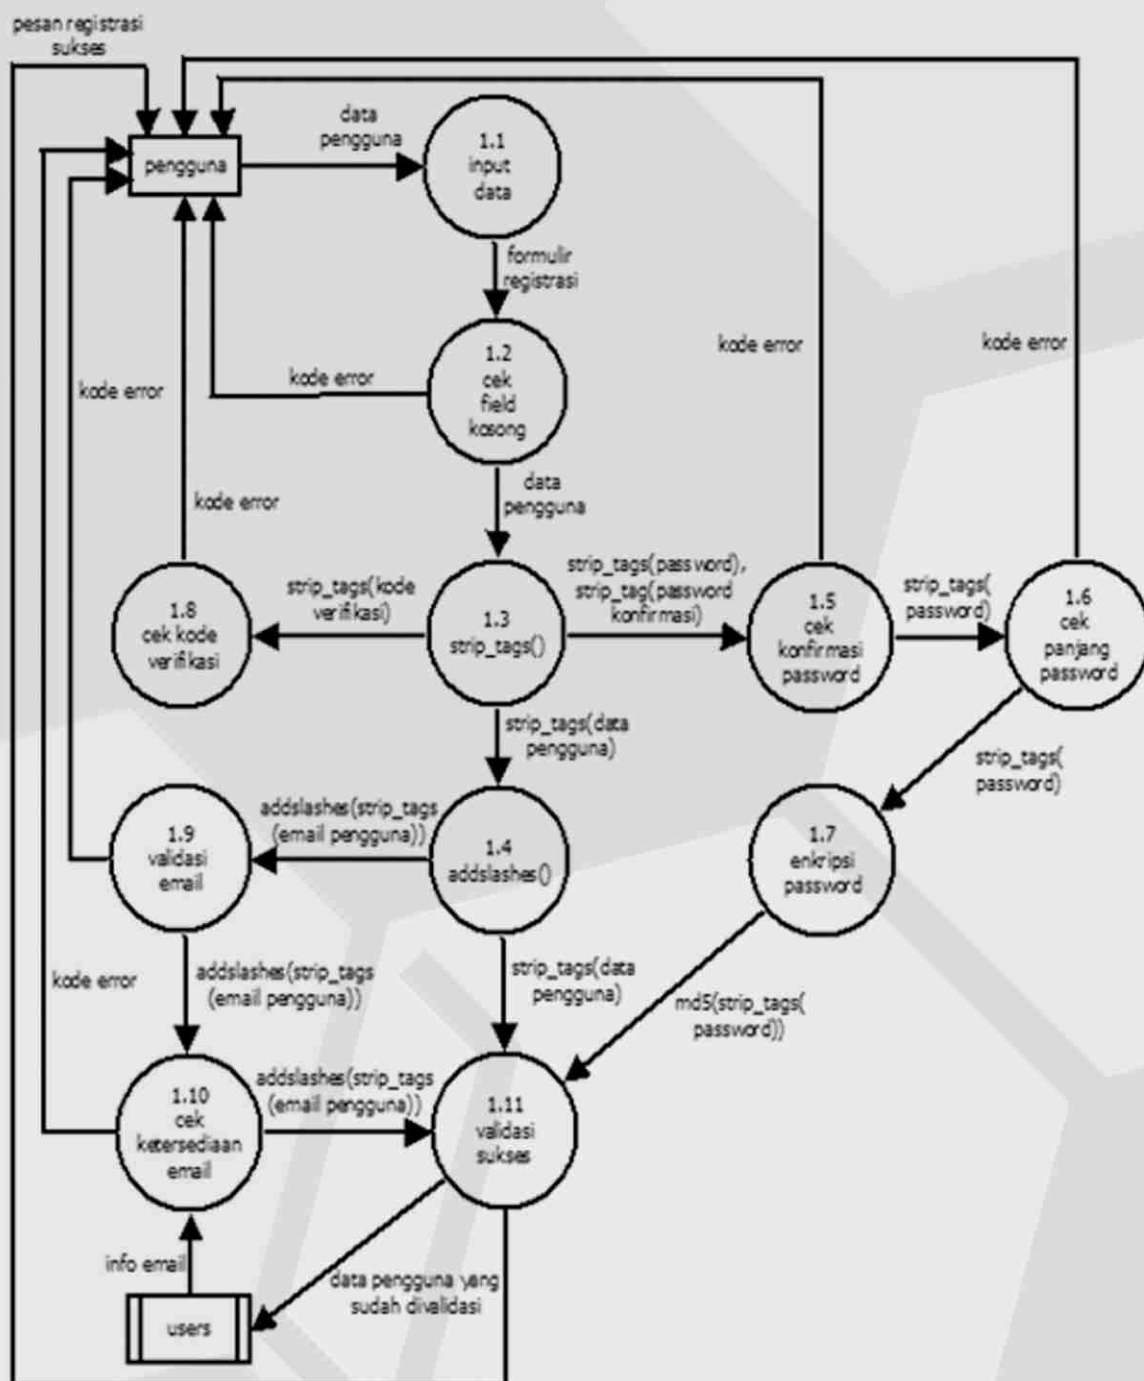 pesan registrasi
sukses
data
pengguna
pengguna
1.1
input
data
formulir
registrasi
kode error
kode error
1.2
cek
field
kosong
kode error
kode error
data
pengguna
kode error
strip_tags(kode
verifikasi)
strip_tags(password),
strip_tag(password
konfirmasi)
strip_tags(
password)
1.8
cek kode
verifikasi
1.3
strip_tags()
1.5
cek
konfirmasi
password
1.6
cek
panjang
password
strip_tags(data
pengguna)
strip_tags(
password)
addslashes(strip_tags
(email pengguna))
1.9
validasi
email
1.4
addslashes()
1.7
enkripsi
password
kode error
addslashes(strip_tags
(email pengguna))
strip_tags(data
pengguna)
md5(strip_tags(
password))
addslashes(strip_tags
(email pengguna))
1.10
cek
ketersediaan
email
1.11
validasi
sukses
info email
data pengguna yang
sudah divalidasi
users